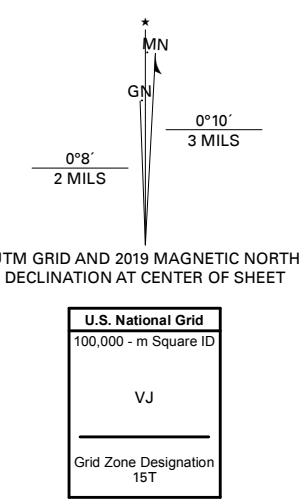 ★
MN
GN
0°10´
3 MILS
0°8´
2 MILS
UTM GRID AND 2019 MAGNETIC NORTH
DECLINATION AT CENTER OF SHEET
U.S. National Grid
100,000 - m Square ID
VJ
Grid Zone Designation
15T